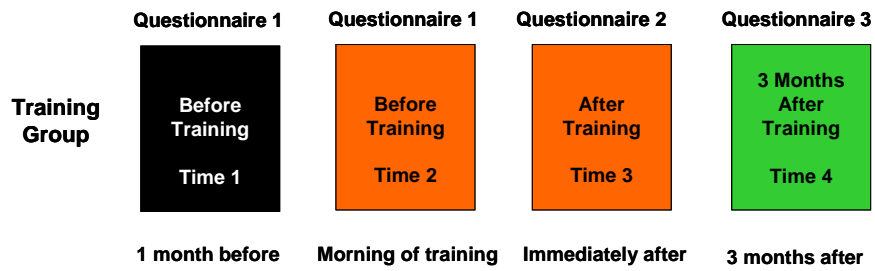 Questionnaire 1
Questionnaire 1
Questionnaire 2
Questionnaire 3
Training
Group
Before
Training
Time 1
Before
Training
Time 2
After
Training
Time 3
3 Months
After
Training
Time 4
1 month before
Morning of training
Immediately after
3 months after